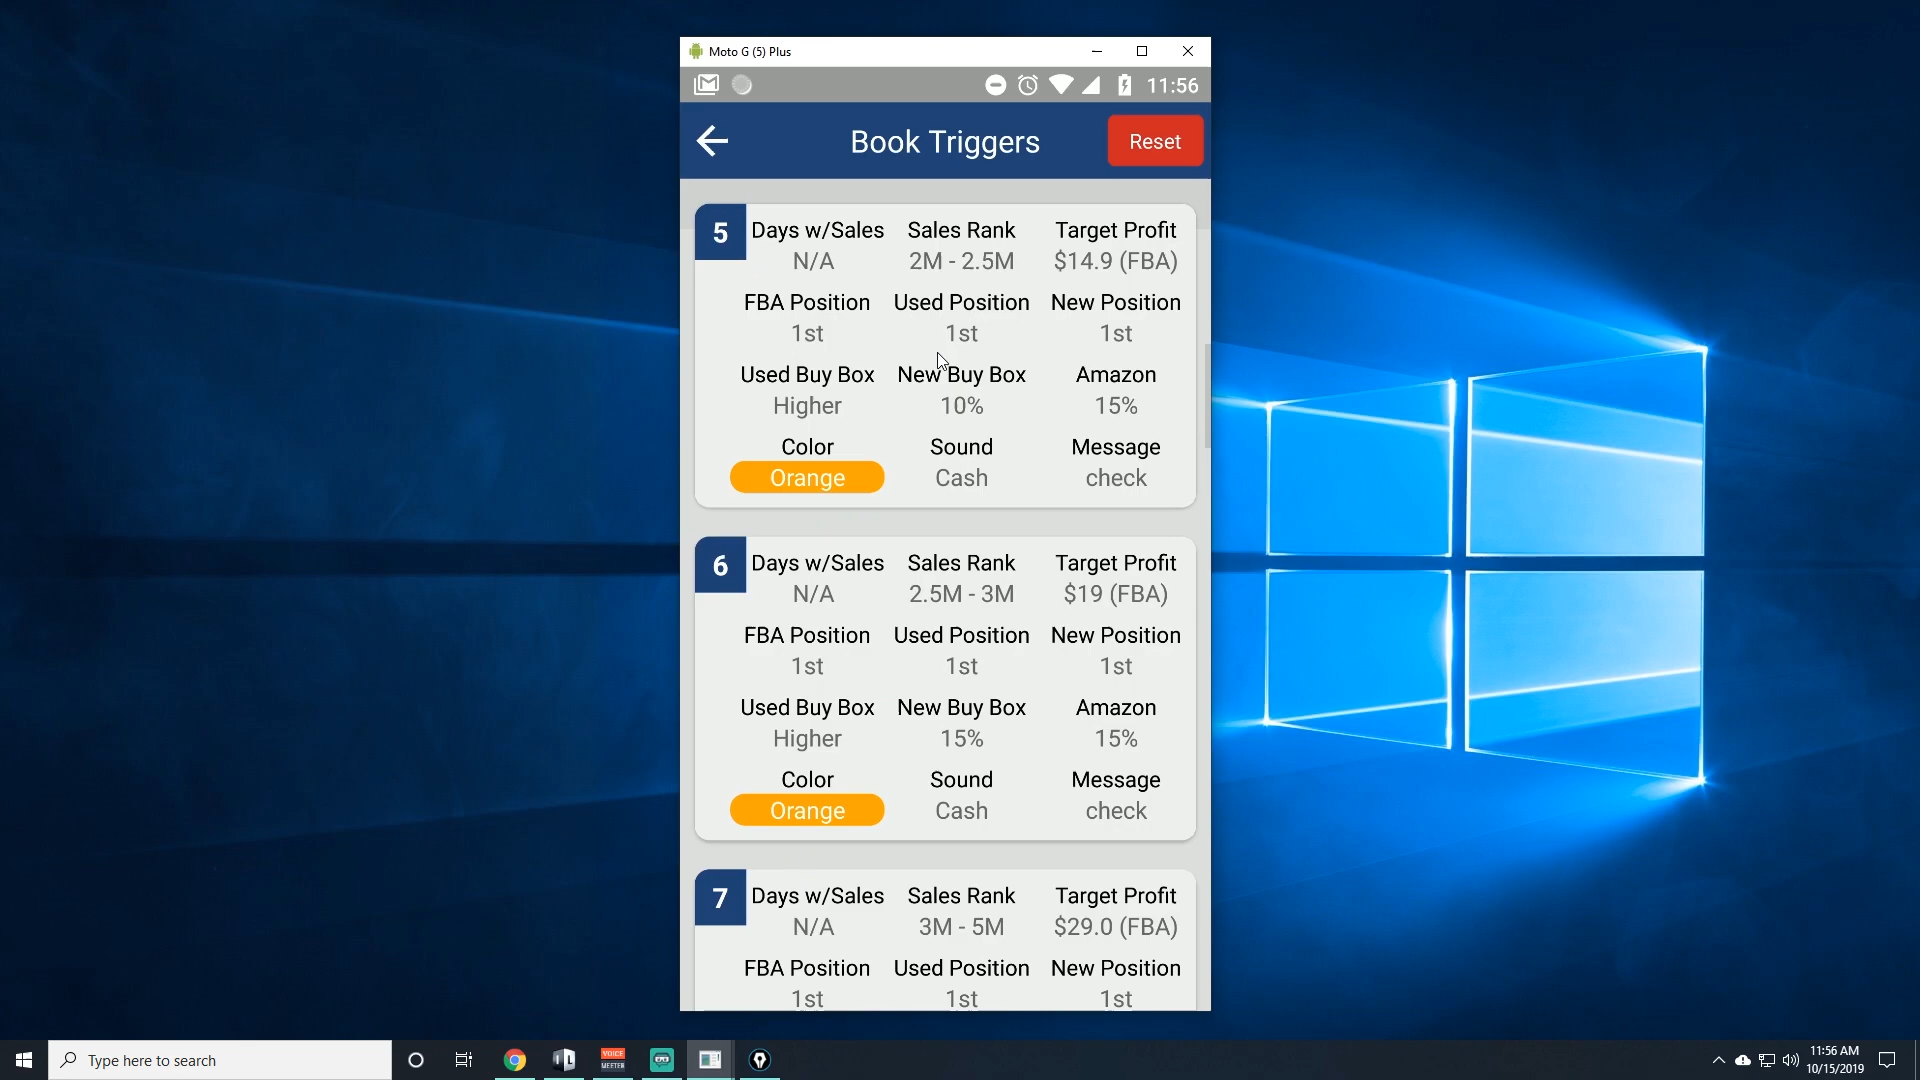 Moto G (5) Plus
11:56
Book Triggers
Reset
5
Days w/Sales Sales Rank Target Profit
N/A 2M - 2.5M $14.9 (FBA)
FBA Position Used Position New Position
1st 1st 1st
Used Buy Box New Buy Box Amazon
Higher 10% 15%
Color Sound Message
Orange Cash check
6
Days w/Sales Sales Rank Target Profit
N/A 2.5M - 3M $19 (FBA)
FBA Position Used Position New Position
1st 1st 1st
Used Buy Box New Buy Box Amazon
Higher 15% 15%
Color Sound Message
Orange Cash check
7
Days w/Sales Sales Rank Target Profit
N/A 3M - 5M $29.0 (FBA)
FBA Position Used Position New Position
1st 1st 1st
Type here to search
VOICE
MEETER
11:56 AM
10/15/2019